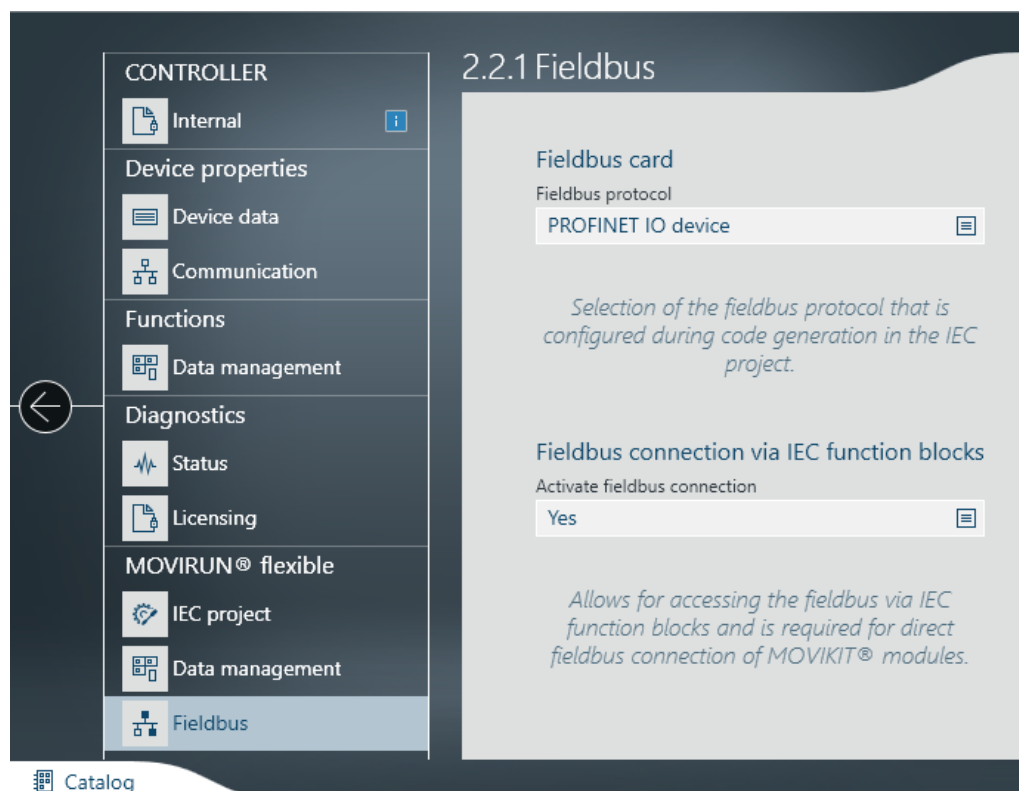 CONTROLLER
Internal
Device properties
Device data
Communication
Functions
Data management
Diagnostics
Status
Licensing
MOVIRUN® flexible
IEC project
Data management
Fieldbus
Catalog
2.2.1 Fieldbus
Fieldbus card
Fieldbus protocol
PROFINET IO device
Selection of the fieldbus protocol that is
configured during code generation in the IEC
project.
Fieldbus connection via IEC function blocks
Activate fieldbus connection
Yes
Allows for accessing the fieldbus via IEC
function blocks and is required for direct
fieldbus connection of MOVIKIT® modules.